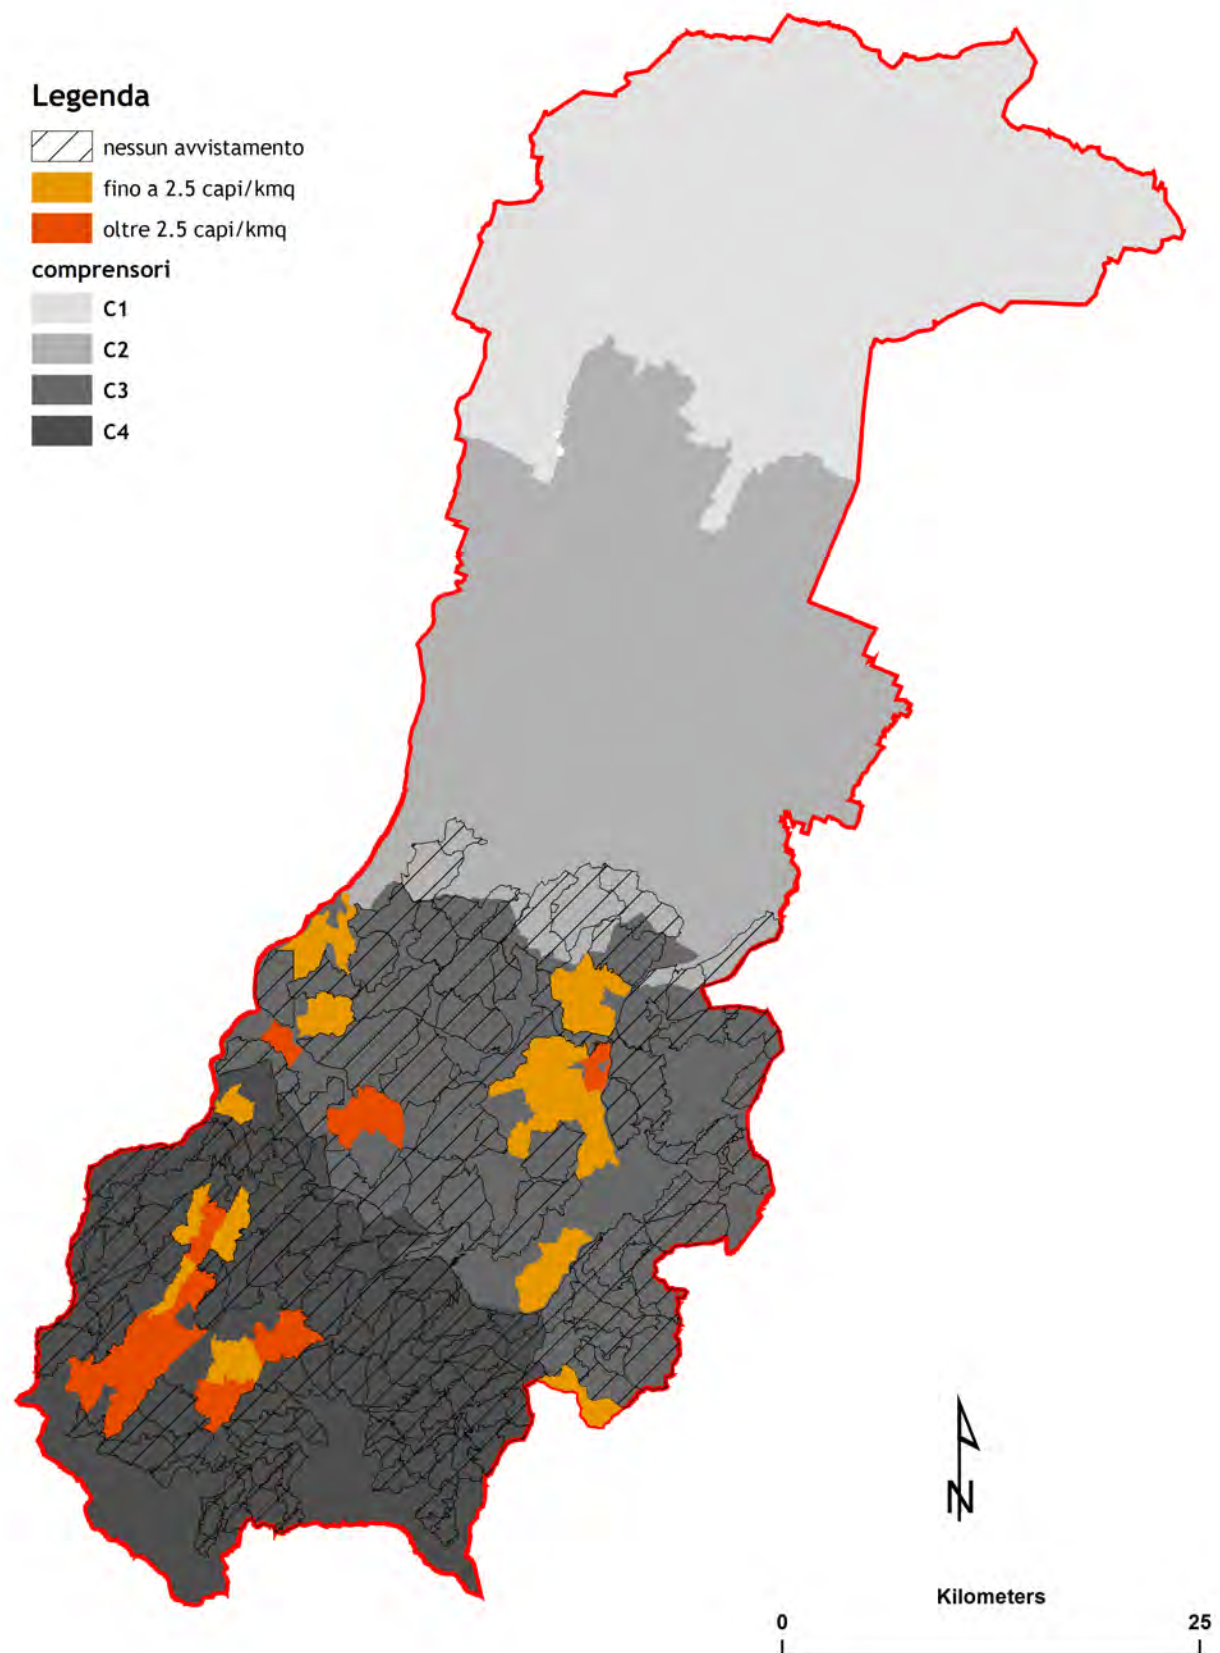 Legenda
nessun avvistamento
fino a 2.5 capi/kmq
oltre 2.5 capi/kmq
comprensori
C1
C2
C3
C4
N
Kilometers
0 25